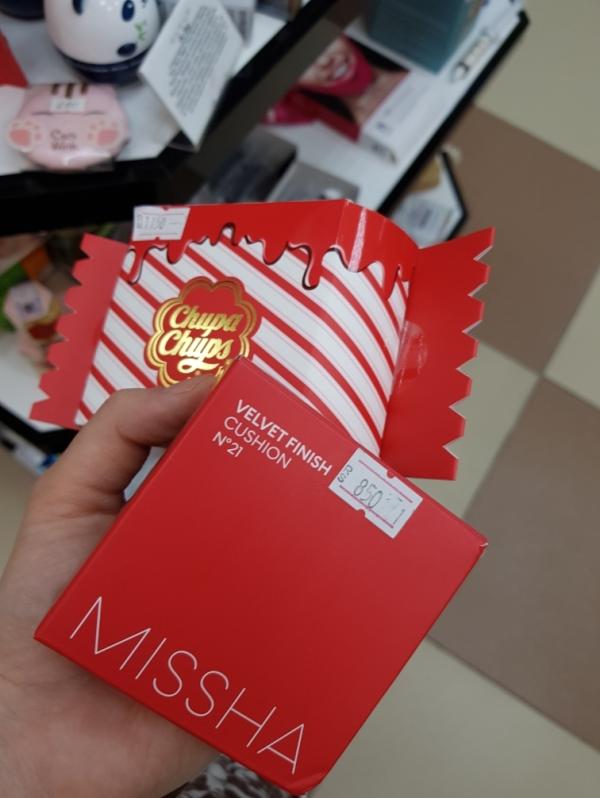 Chupa
Chups
VELVET FINISH
CUSHION
N°21
850
MISSHA